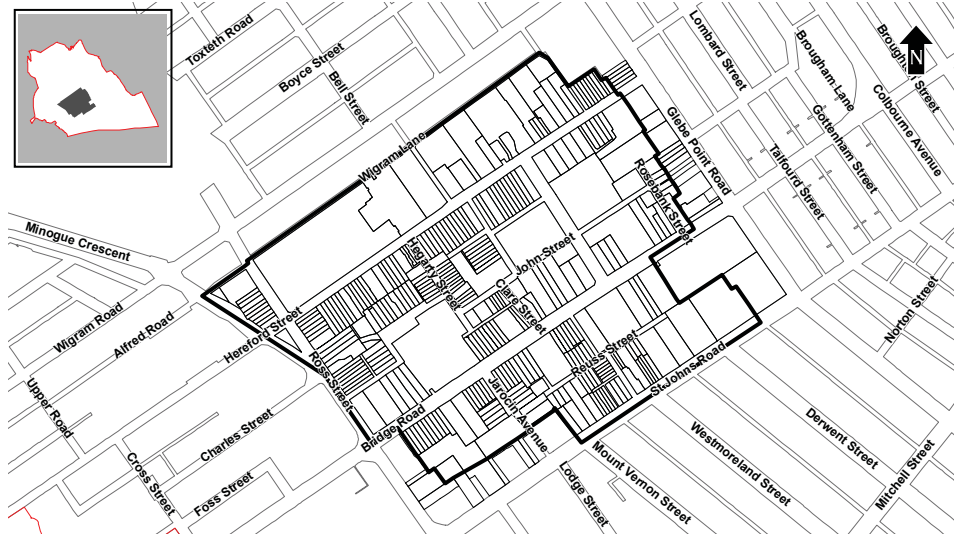 Toxteth Road
Boyce Street
Bell Street
Lombard Street
Brougham Lane
Brough Street
N
Colbourne Avenue
Gottenham Street
Talfourd Street
Glebe Point Road
Wigram Lane
Rosebank Street
Minogue Crescent
Hegarty Street
John Street
Clare Street
Norton Street
Wigram Road
Alfred Road
Hereford Street
Ross Street
Reuss Street
St Johns Road
Upper Road
Charles Street
Bridge Road
Jarocin Avenue
Cross Street
Foss Street
Lodge Street
Mount Vernon Street
Westmoreland Street
Derwent Street
Mitchell Street